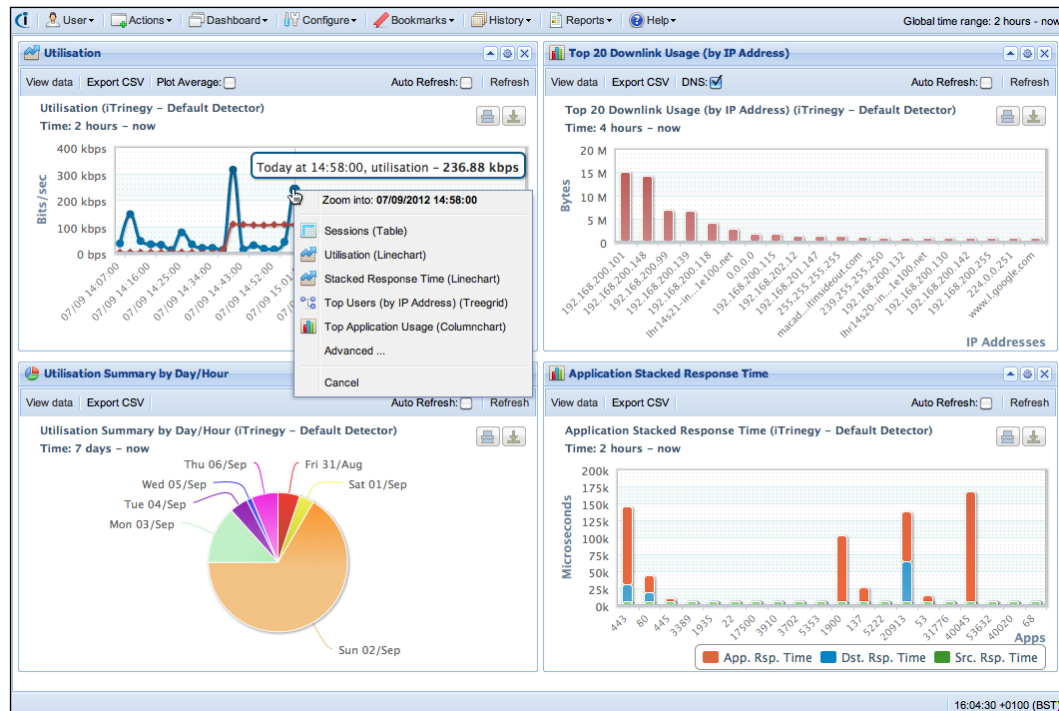 User Actions Dashboard Configure Bookmarks History Reports Help Global time range: 2 hours - now
Utilisation
View data Export CSV Plot Average: Auto Refresh: Refresh
Utilisation (iTrinegy - Default Detector)
Time: 2 hours - now
400 kbps
300 kbps
200 kbps
100 kbps
0 bps
Bits/sec
07/09 14:07:00
07/09 14:16:00
07/09 14:25:00
07/09 14:34:00
07/09 14:43:00
07/09 14:52:00
Today at 14:58:00, utilisation - 236.88 kbps
Zoom into: 07/09/2012 14:58:00
Sessions (Table)
Utilisation (Linechart)
Stacked Response Time (Linechart)
Top Users (by IP Address) (Treegrid)
Top Application Usage (Columnchart)
Advanced ...
Cancel
Top 20 Downlink Usage (by IP Address)
View data Export CSV DNS: Auto Refresh: Refresh
Top 20 Downlink Usage (by IP Address) (iTrinegy - Default Detector)
Time: 4 hours - now
20 M
15 M
10 M
5 M
0
Bytes
192.168.200.101
192.168.200.148
192.168.200.99
192.168.200.139
192.168.200.118
lhr14s21-in...1e100.net
0.0.0.0
192.168.200.115
192.168.202.12
192.168.201.147
255.255.255.255
macad...itinsideout.com
239.255.255.250
192.168.200.132
lhr14s20-in...1e100.net
192.168.200.130
192.168.200.142
192.168.200.255
224.0.0.251
www.l.google.com
IP Addresses
Utilisation Summary by Day/Hour
View data Export CSV Auto Refresh: Refresh
Utilisation Summary by Day/Hour (iTrinegy - Default Detector)
Time: 7 days - now
Thu 06/Sep
Fri 31/Aug
Wed 05/Sep
Sat 01/Sep
Tue 04/Sep
Mon 03/Sep
Sun 02/Sep
Application Stacked Response Time
View data Export CSV Auto Refresh: Refresh
Application Stacked Response Time (iTrinegy - Default Detector)
Time: 2 hours - now
200k
175k
150k
125k
100k
75k
50k
25k
0k
Microseconds
443
80
445
3389
1935
22
17500
3910
3702
5353
1900
137
5222
20913
53
31776
40045
53632
40020
68
Apps
App. Rsp. Time Dst. Rsp. Time Src. Rsp. Time
16:04:30 +0100 (BST)